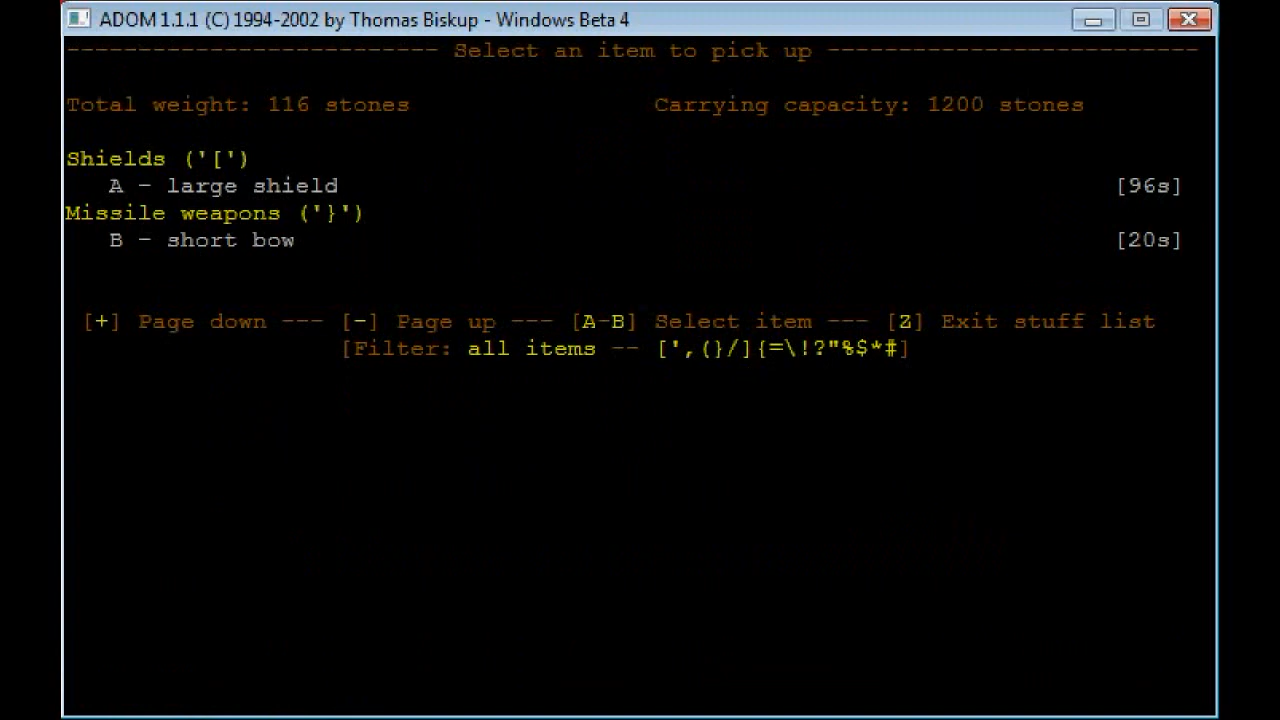 ADOM 1.1.1 (C) 1994-2002 by Thomas Biskup - Windows Beta 4
-------------------------- Select an item to pick up --------------------------
Total weight: 116 stones Carrying capacity: 1200 stones
Shields ('[')
A - large shield [96s]
Missile weapons ('}')
B - short bow [20s]
[+] Page down --- [-] Page up --- [A-B] Select item --- [Z] Exit stuff list
[Filter: all items -- [',(}/]{=\!?"%$*#]